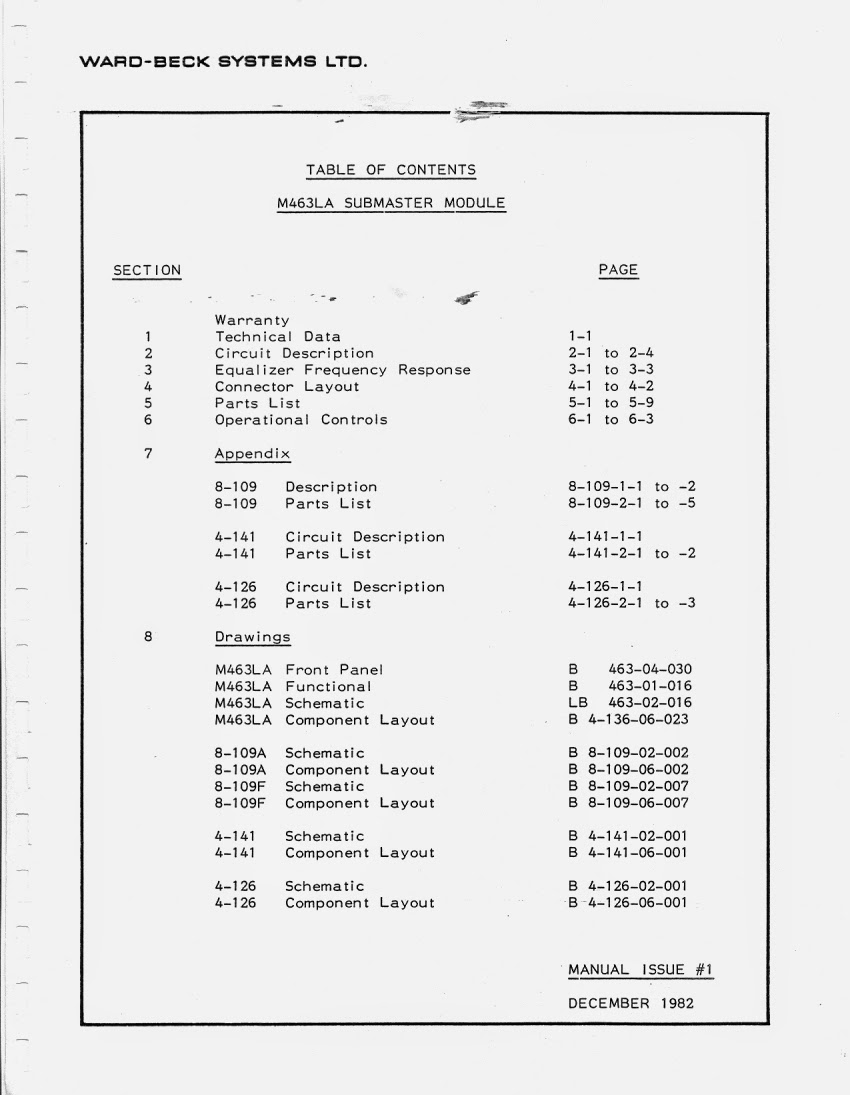 WARD-BECK SYSTEMS LTD.
TABLE OF CONTENTS
M463LA SUBMASTER MODULE
SECTION PAGE
Warranty
1 Technical Data 1-1
2 Circuit Description 2-1 to 2-4
3 Equalizer Frequency Response 3-1 to 3-3
4 Connector Layout 4-1 to 4-2
5 Parts List 5-1 to 5-9
6 Operational Controls 6-1 to 6-3
7 Appendix
8-109 Description 8-109-1-1 to -2
8-109 Parts List 8-109-2-1 to -5
4-141 Circuit Description 4-141-1-1
4-141 Parts List 4-141-2-1 to -2
4-126 Circuit Description 4-126-1-1
4-126 Parts List 4-126-2-1 to -3
8 Drawings
M463LA Front Panel B 463-04-030
M463LA Functional B 463-01-016
M463LA Schematic LB 463-02-016
M463LA Component Layout B 4-136-06-023
8-109A Schematic B 8-109-02-002
8-109A Component Layout B 8-109-06-002
8-109F Schematic B 8-109-02-007
8-109F Component Layout B 8-109-06-007
4-141 Schematic B 4-141-02-001
4-141 Component Layout B 4-141-06-001
4-126 Schematic B 4-126-02-001
4-126 Component Layout B 4-126-06-001
MANUAL ISSUE #1
DECEMBER 1982